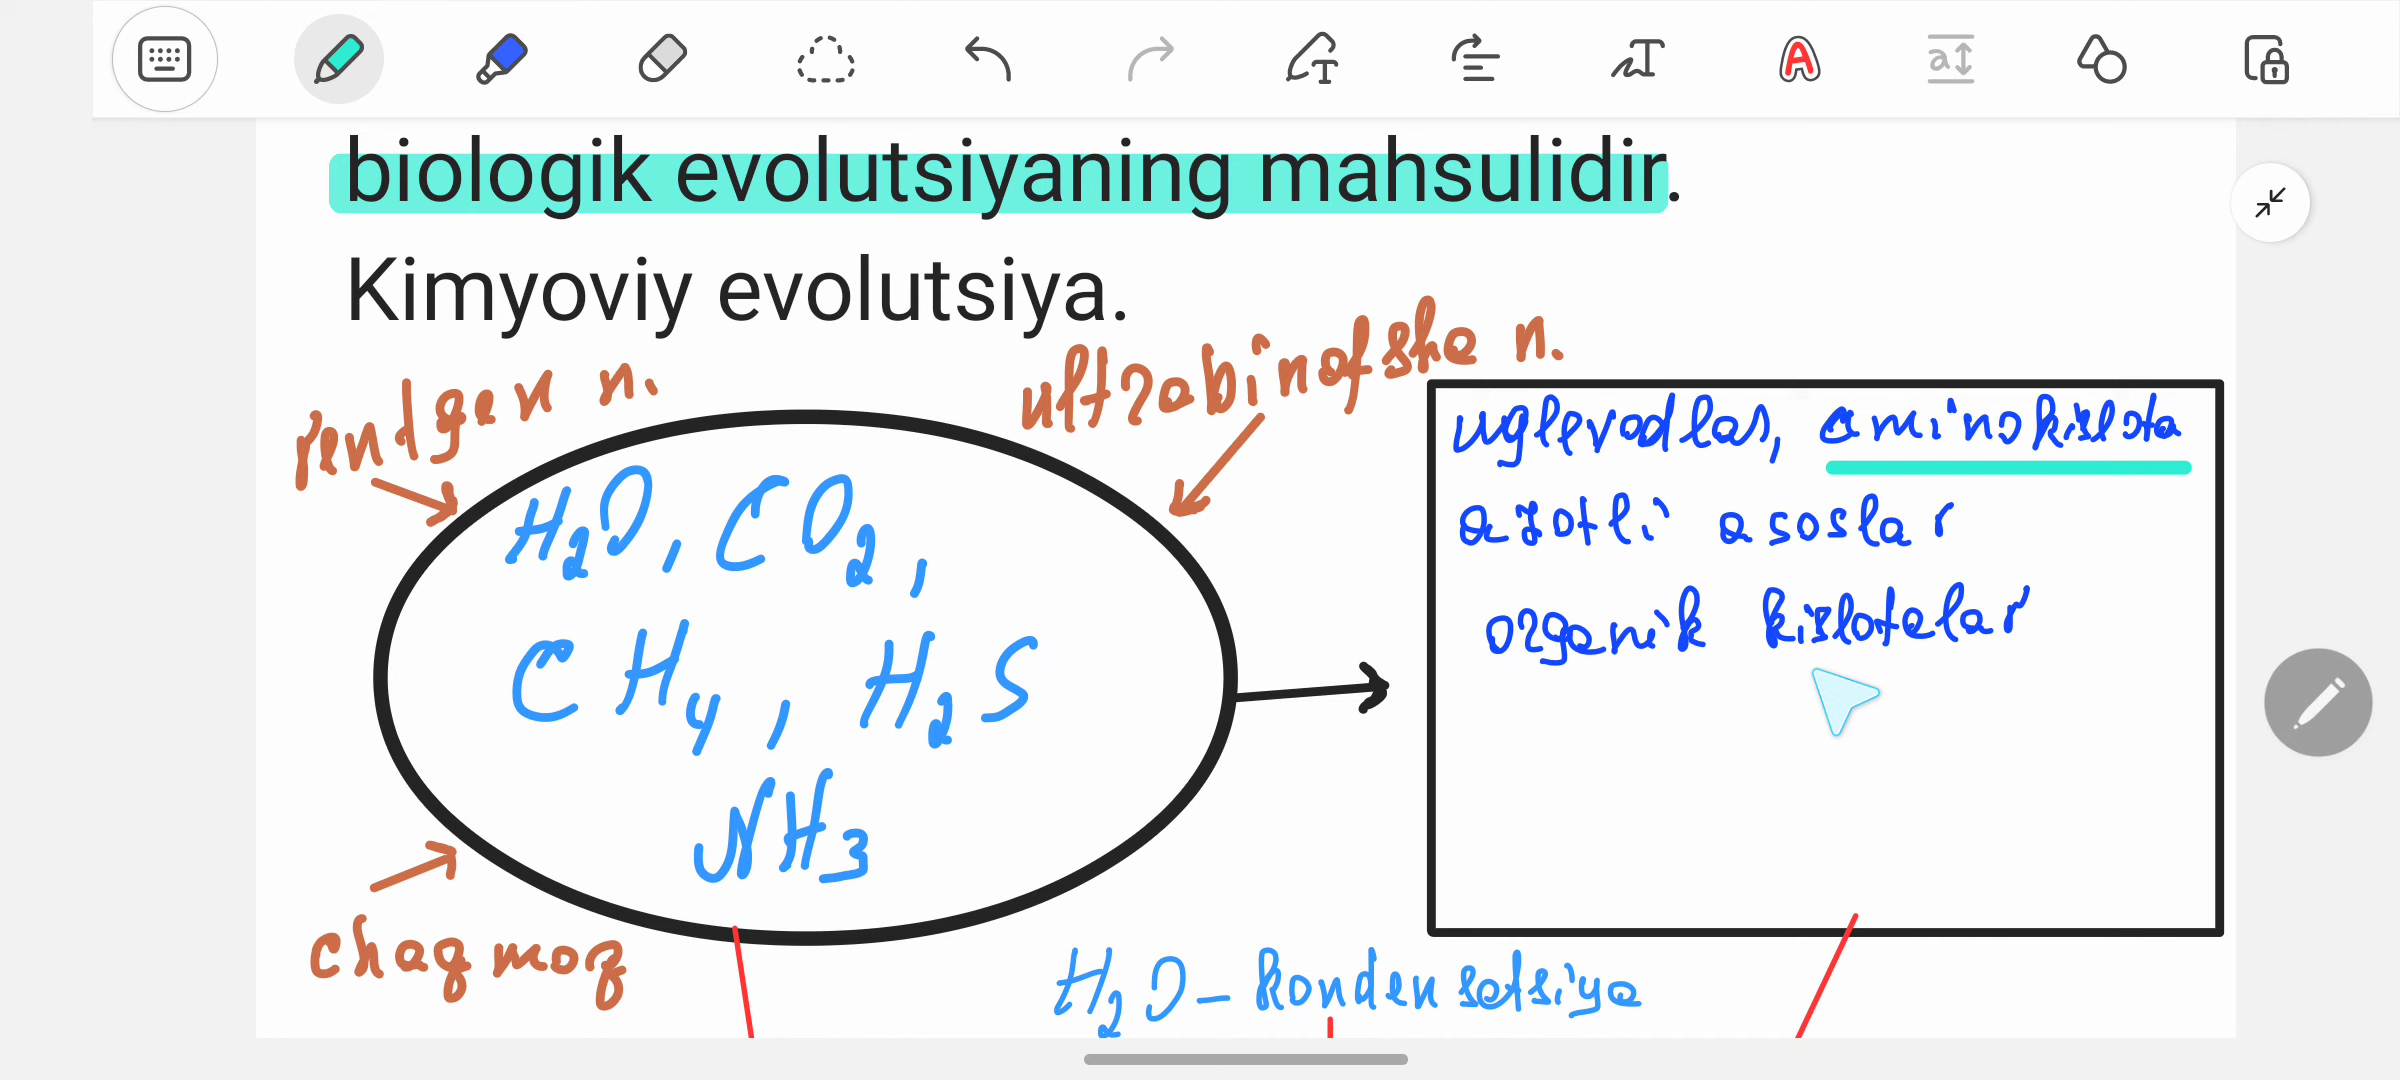 biologik evolutsiyaning mahsulidir.
Kimyoviy evolutsiya.
rentgen n.
ultrabinafsha n.
H₂O, CO₂,
CH₄, H₂S
NH₃
chaqmoq
uglevodlar, aminokislota
azotli asoslar
organik kislotalar
H₂O – kondensatsiya